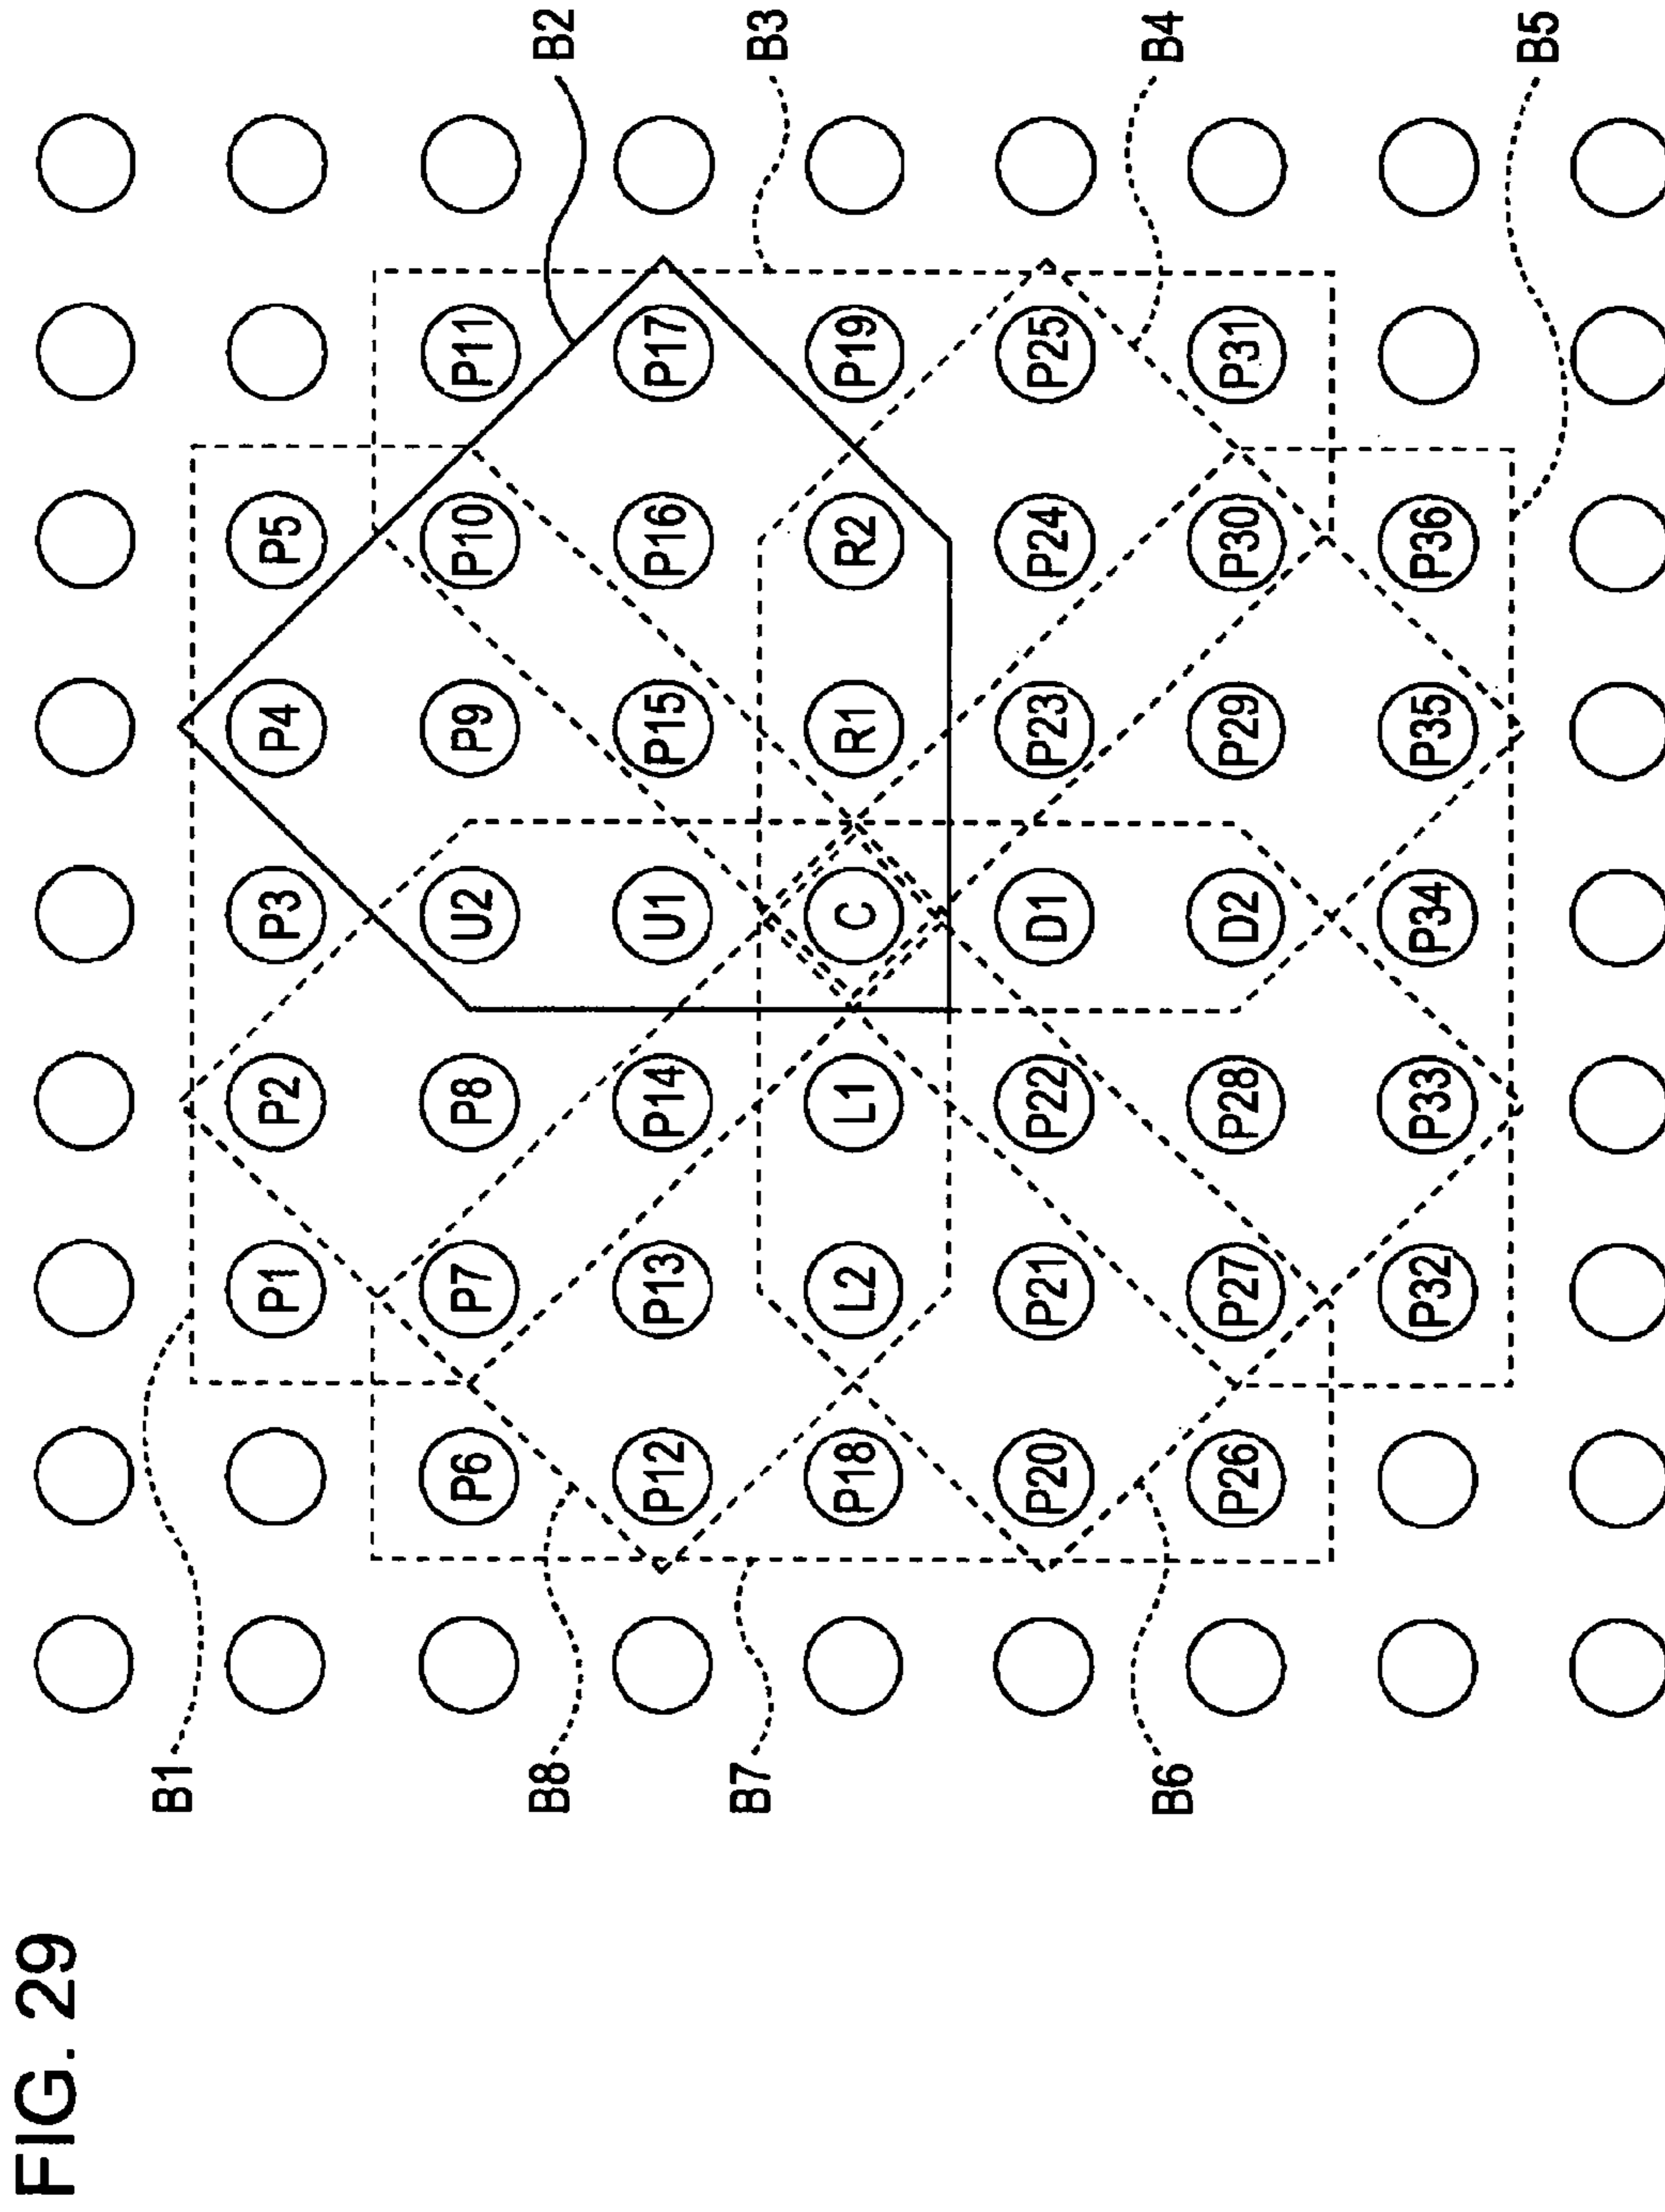 FIG. 29
B1
P1 P2 P3 P4 P5
P6 P7 P8 U2 P9 P10 P11
B8
B2
P12 P13 P14 U1 P15 P16 P17
B7
B3
P18 L2 L1 C R1 R2 P19
P20 P21 P22 D1 P23 P24 P25
B6
B4
P26 P27 P28 D2 P29 P30 P31
P32 P33 P34 P35 P36
B5